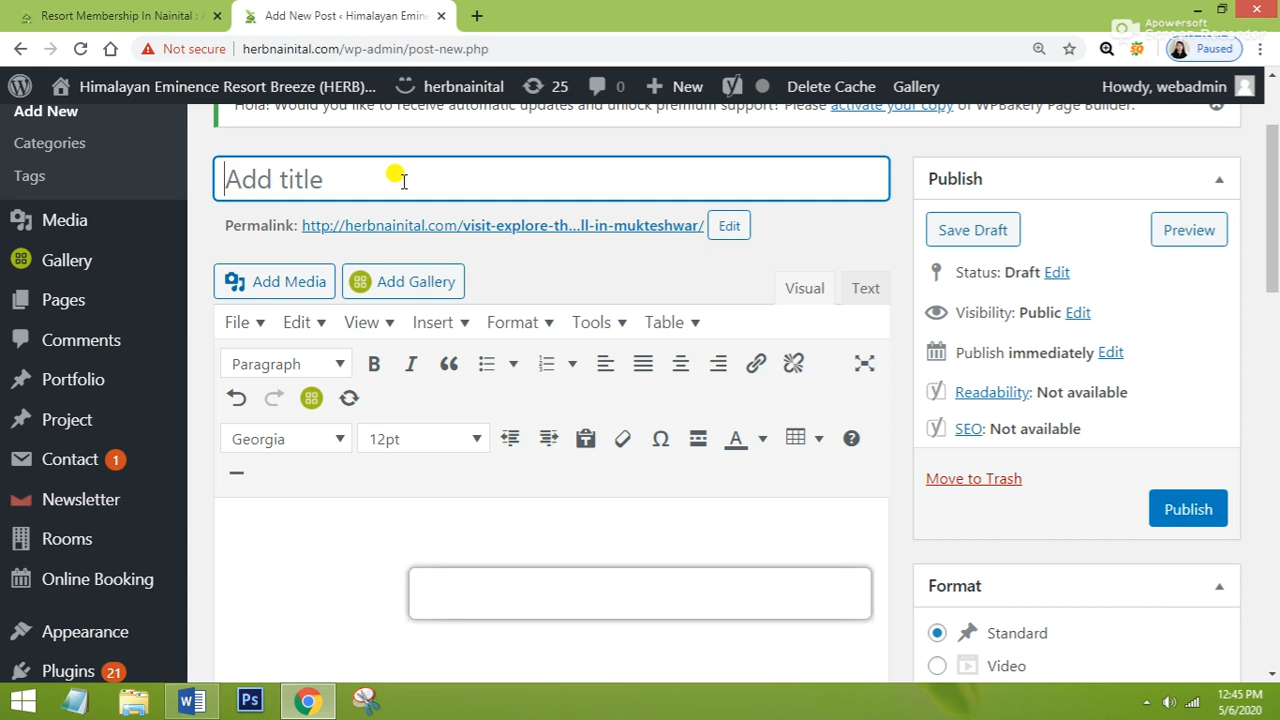 Resort Membership In Nainital : A
Add New Post ‹ Himalayan Emine
Apowersoft
Screen Recorder
Not secure
herbnainital.com/wp-admin/post-new.php
Paused
Himalayan Eminence Resort Breeze (HERB)...
herbnainital
25
0
New
Delete Cache
Gallery
Howdy, webadmin
Hola! Would you like to receive automatic updates and unlock premium support? Please activate your copy of WPBakery Page Builder.
Add New
Categories
Tags
Media
Gallery
Pages
Comments
Portfolio
Project
Contact 1
Newsletter
Rooms
Online Booking
Appearance
Plugins 21
Add title
Permalink: http://herbnainital.com/visit-explore-th...ll-in-mukteshwar/ Edit
Add Media
Add Gallery
Visual
Text
File
Edit
View
Insert
Format
Tools
Table
Paragraph
B
I
Georgia
12pt
A
Publish
Save Draft
Preview
Status: Draft Edit
Visibility: Public Edit
Publish immediately Edit
Readability: Not available
SEO: Not available
Move to Trash
Publish
Format
Standard
Video
Ps
12:45 PM
5/6/2020